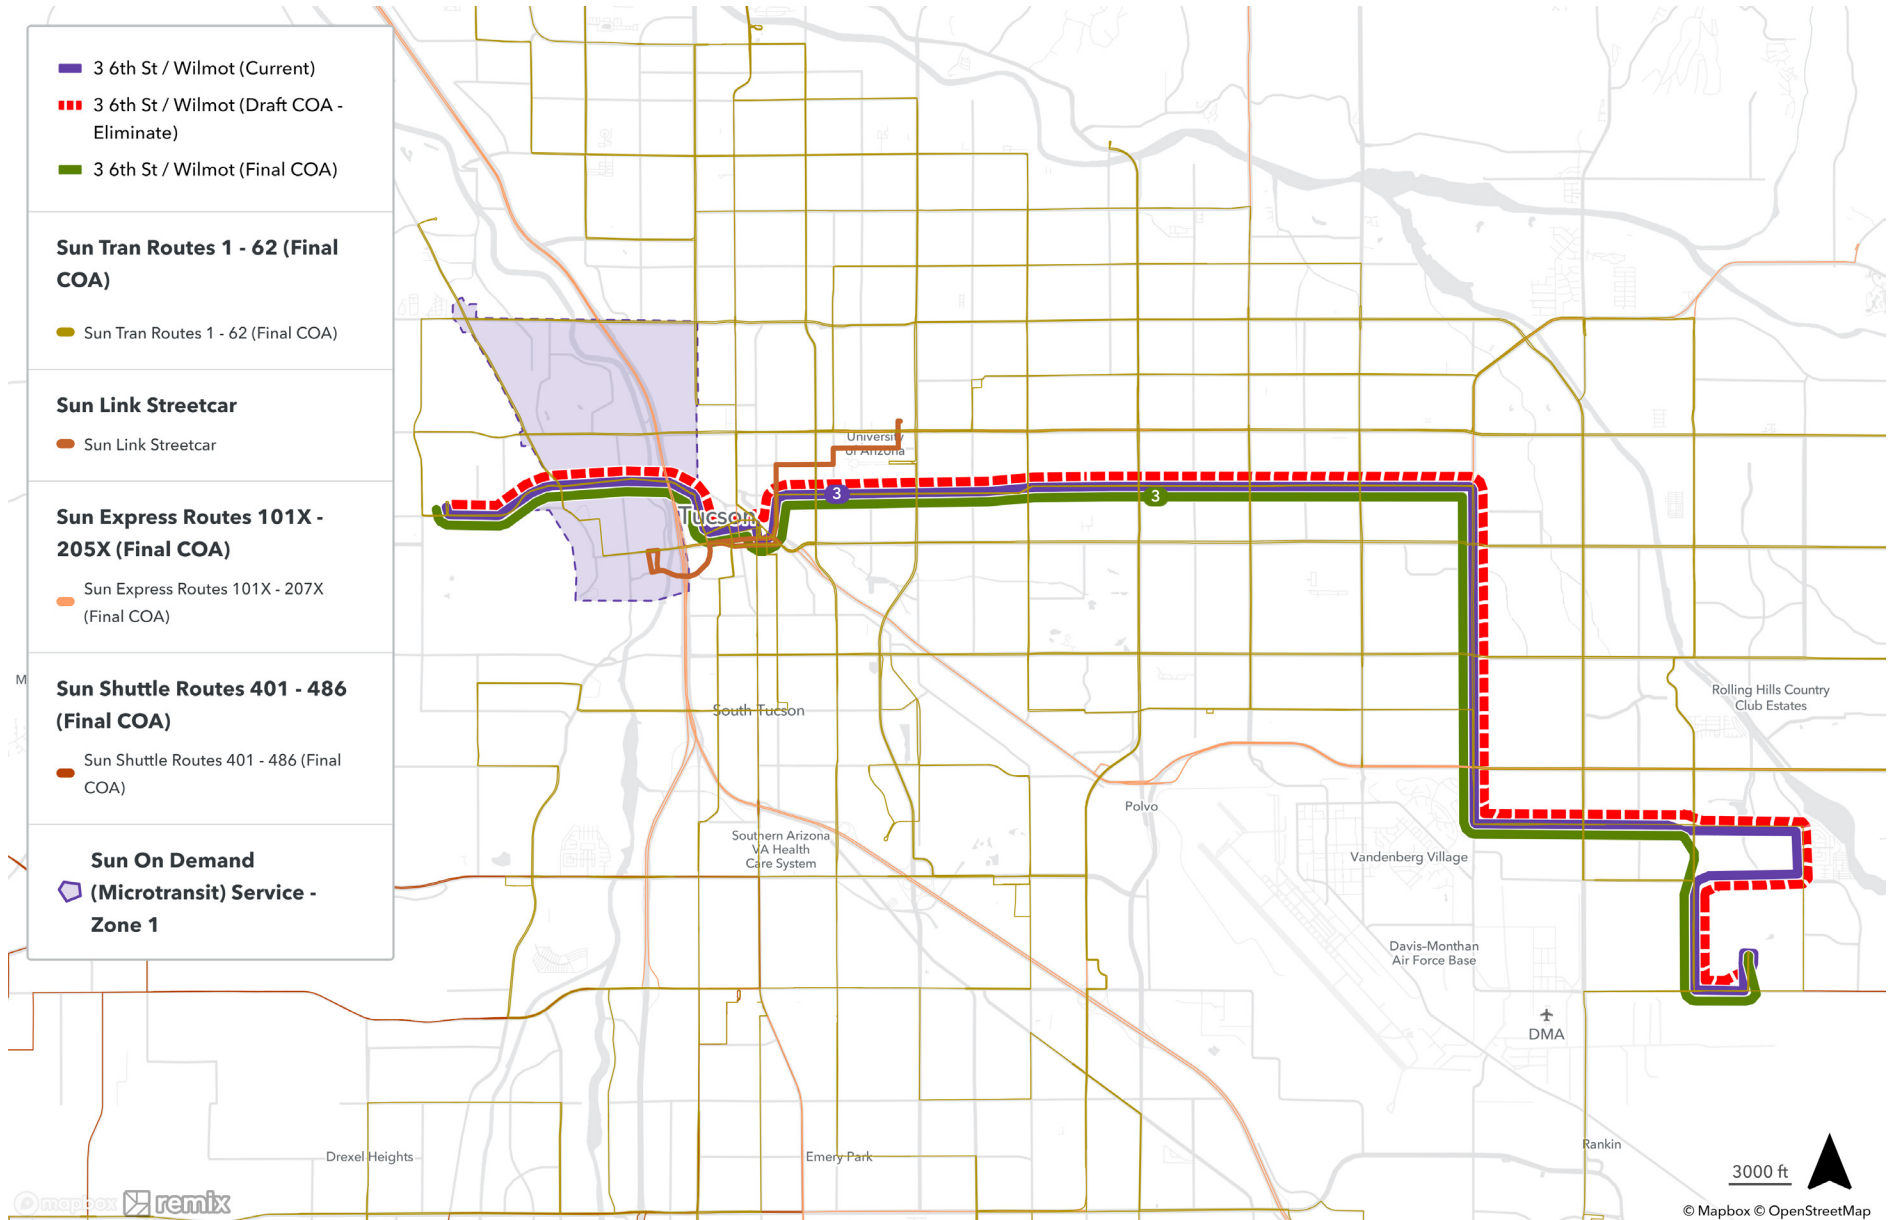 3 6th St / Wilmot (Current)
3 6th St / Wilmot (Draft COA -
Eliminate)
3 6th St / Wilmot (Final COA)
Sun Tran Routes 1 - 62 (Final
COA)
Sun Tran Routes 1 - 62 (Final COA)
Sun Link Streetcar
Sun Link Streetcar
Sun Express Routes 101X -
205X (Final COA)
Sun Express Routes 101X - 207X
(Final COA)
Sun Shuttle Routes 401 - 486
(Final COA)
Sun Shuttle Routes 401 - 486 (Final
COA)
Sun On Demand
(Microtransit) Service -
Zone 1
University
of Arizona
3
3
Tucson
M
Rolling Hills Country
Club Estates
South Tucson
Polvo
Southern Arizona
VA Health
Care System
Vandenberg Village
Davis-Monthan
Air Force Base
DMA
Drexel Heights
Emery Park
Rankin
3000 ft
mapbox
remix
© Mapbox © OpenStreetMap